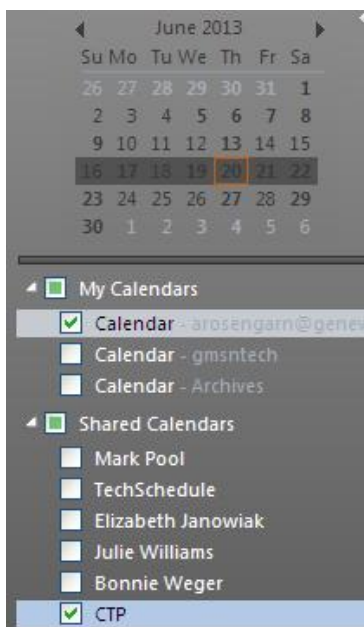 June 2013
Su Mo Tu We Th Fr Sa
26 27 28 29 30 31 1
2 3 4 5 6 7 8
9 10 11 12 13 14 15
16 17 18 19 20 21 22
23 24 25 26 27 28 29
30 1 2 3 4 5 6
My Calendars
Calendar - arosengarn@genew
Calendar - gmsntech
Calendar - Archives
Shared Calendars
Mark Pool
TechSchedule
Elizabeth Janowiak
Julie Williams
Bonnie Weger
CTP